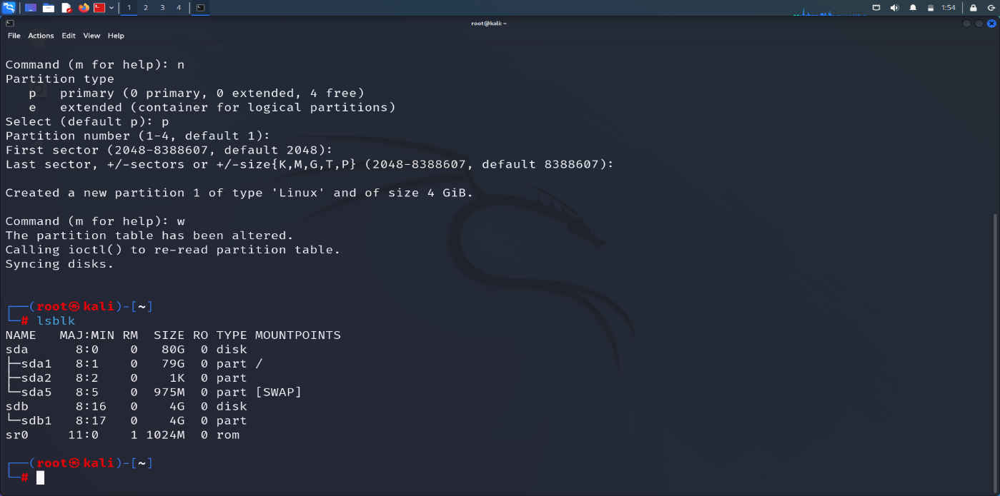 1 2 3 4
1:54
root@kali: ~
File Actions Edit View Help
Command (m for help): n
Partition type
   p   primary (0 primary, 0 extended, 4 free)
   e   extended (container for logical partitions)
Select (default p): p
Partition number (1-4, default 1):
First sector (2048-8388607, default 2048):
Last sector, +/-sectors or +/-size{K,M,G,T,P} (2048-8388607, default 8388607):
Created a new partition 1 of type 'Linux' and of size 4 GiB.
Command (m for help): w
The partition table has been altered.
Calling ioctl() to re-read partition table.
Syncing disks.
┌──(root㉿kali)-[~]
└─# lsblk
NAME   MAJ:MIN RM  SIZE RO TYPE MOUNTPOINTS
sda      8:0    0   80G  0 disk
├─sda1   8:1    0   79G  0 part /
├─sda2   8:2    0    1K  0 part
└─sda5   8:5    0  975M  0 part [SWAP]
sdb      8:16   0    4G  0 disk
└─sdb1   8:17   0    4G  0 part
sr0     11:0    1 1024M  0 rom
┌──(root㉿kali)-[~]
└─#